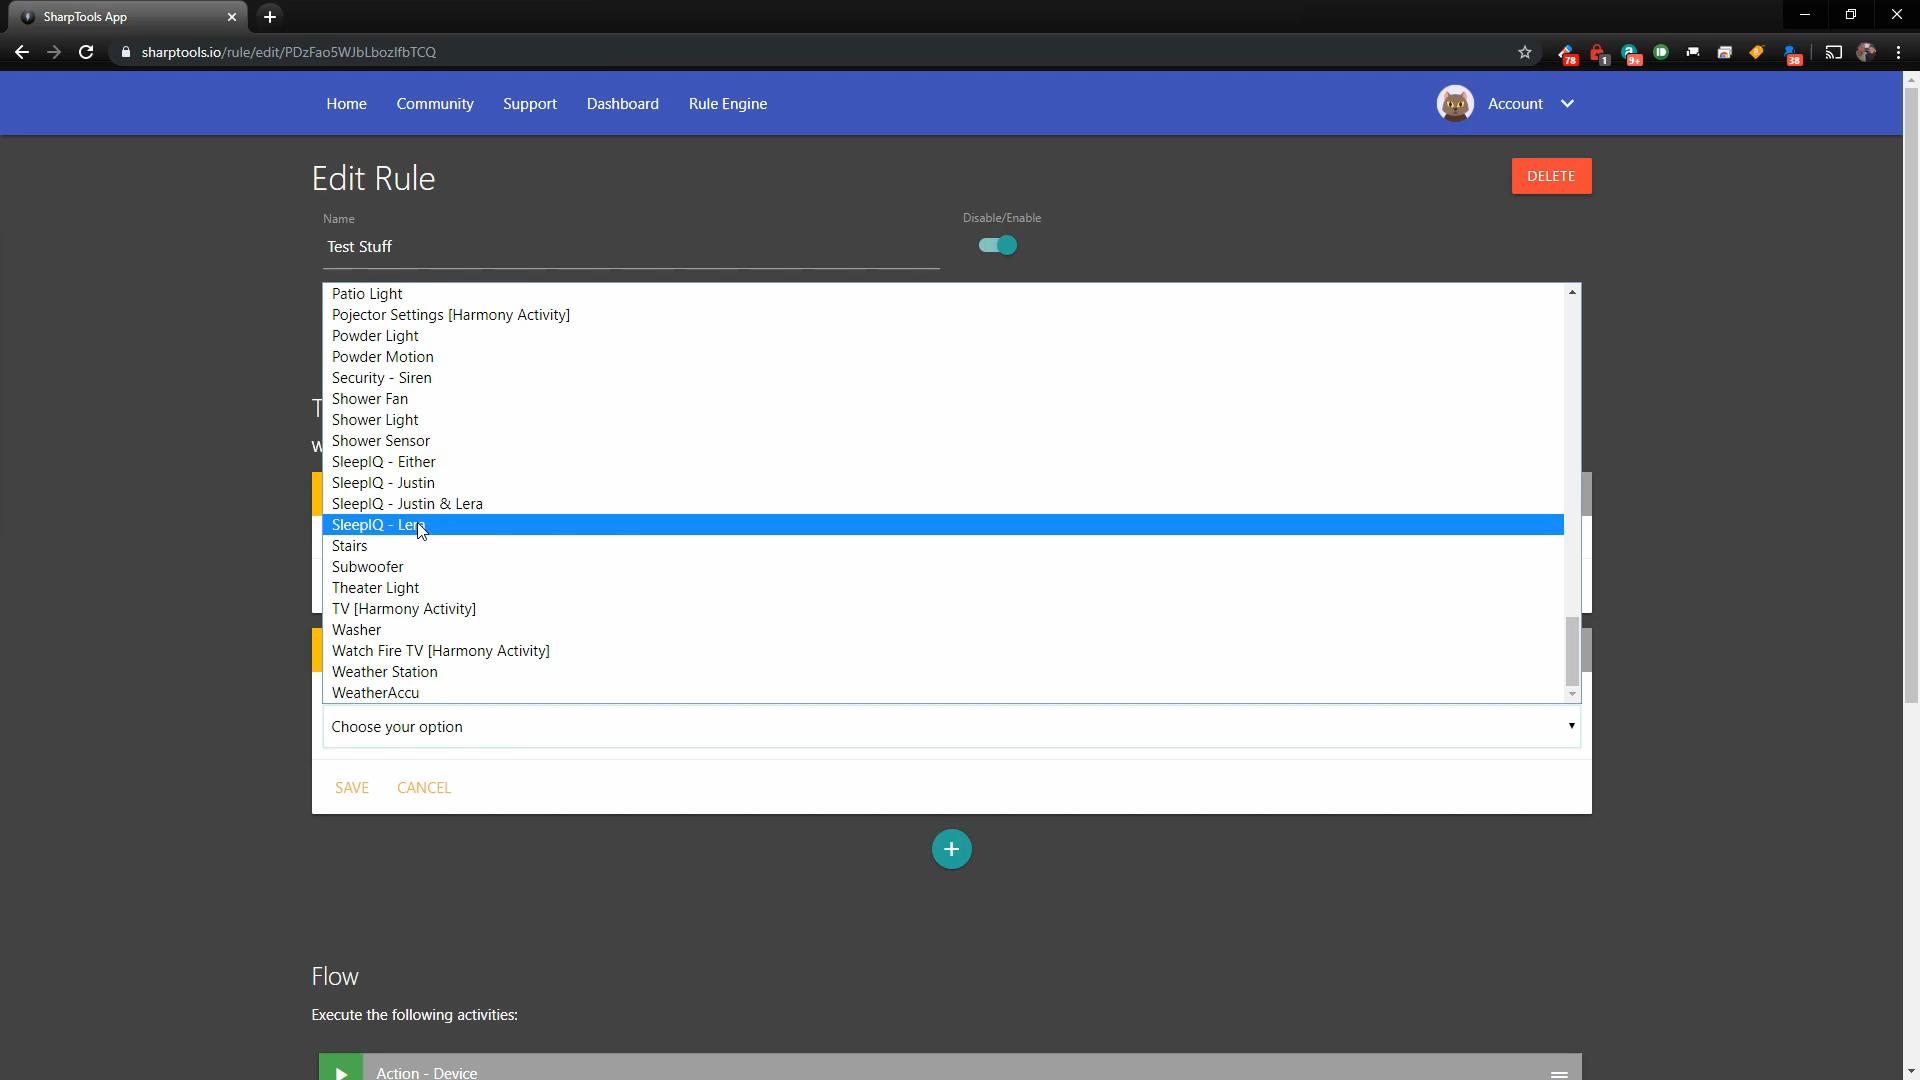 SharpTools App
sharptools.io/rule/edit/PDzFao5WJbLbozlfbTCQ
78
1
9+
38
Home Community Support Dashboard Rule Engine Account
Edit Rule
DELETE
Name
Disable/Enable
Test Stuff
Patio Light
Pojector Settings [Harmony Activity]
Powder Light
Powder Motion
Security - Siren
Shower Fan
Shower Light
Shower Sensor
SleepIQ - Either
SleepIQ - Justin
SleepIQ - Justin & Lera
SleepIQ - Lera
Stairs
Subwoofer
Theater Light
TV [Harmony Activity]
Washer
Watch Fire TV [Harmony Activity]
Weather Station
WeatherAccu
Choose your option
SAVE CANCEL
+
Flow
Execute the following activities:
Action - Device